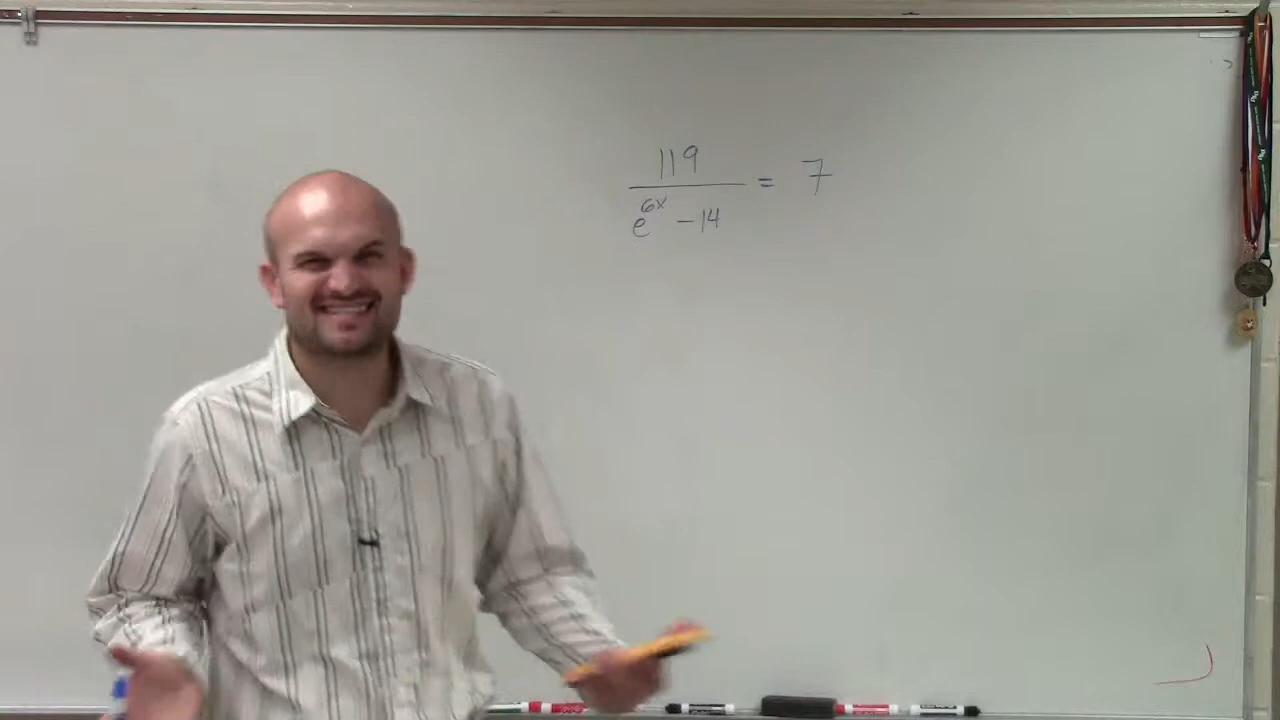 119
e^{6x} - 14 = 7